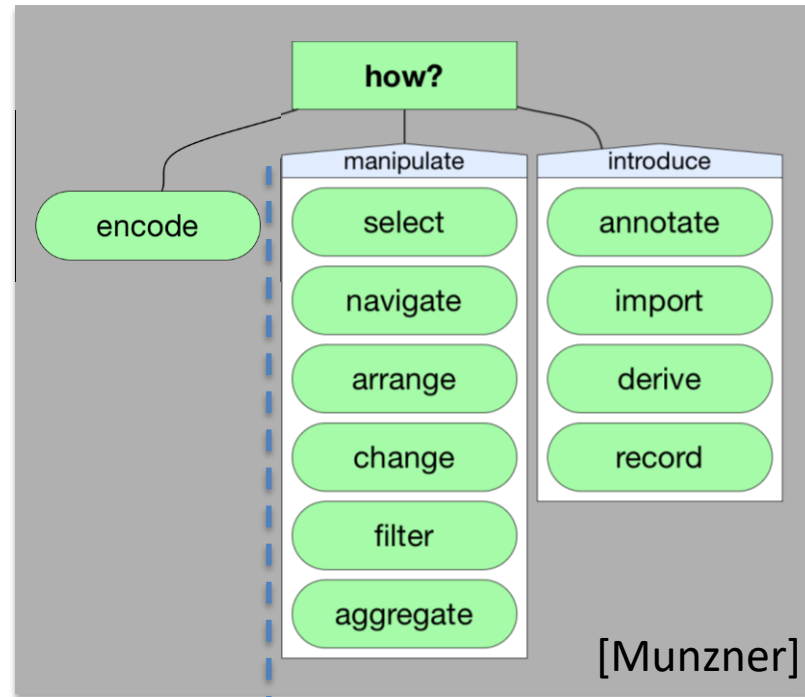 how?
encode
manipulate
select
navigate
arrange
change
filter
aggregate
introduce
annotate
import
derive
record
[Munzner]